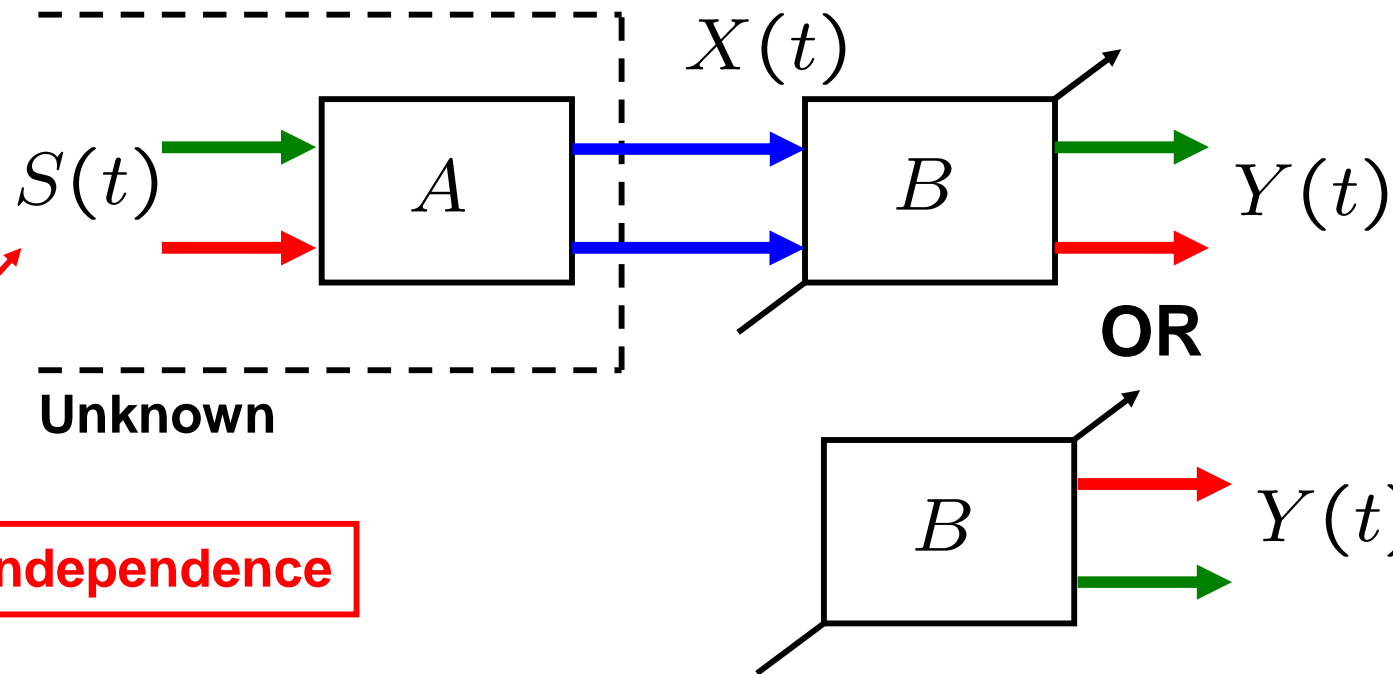 X(t)
S(t)
A
B
Y(t)
OR
Unknown
B
Y(t)
ndependence